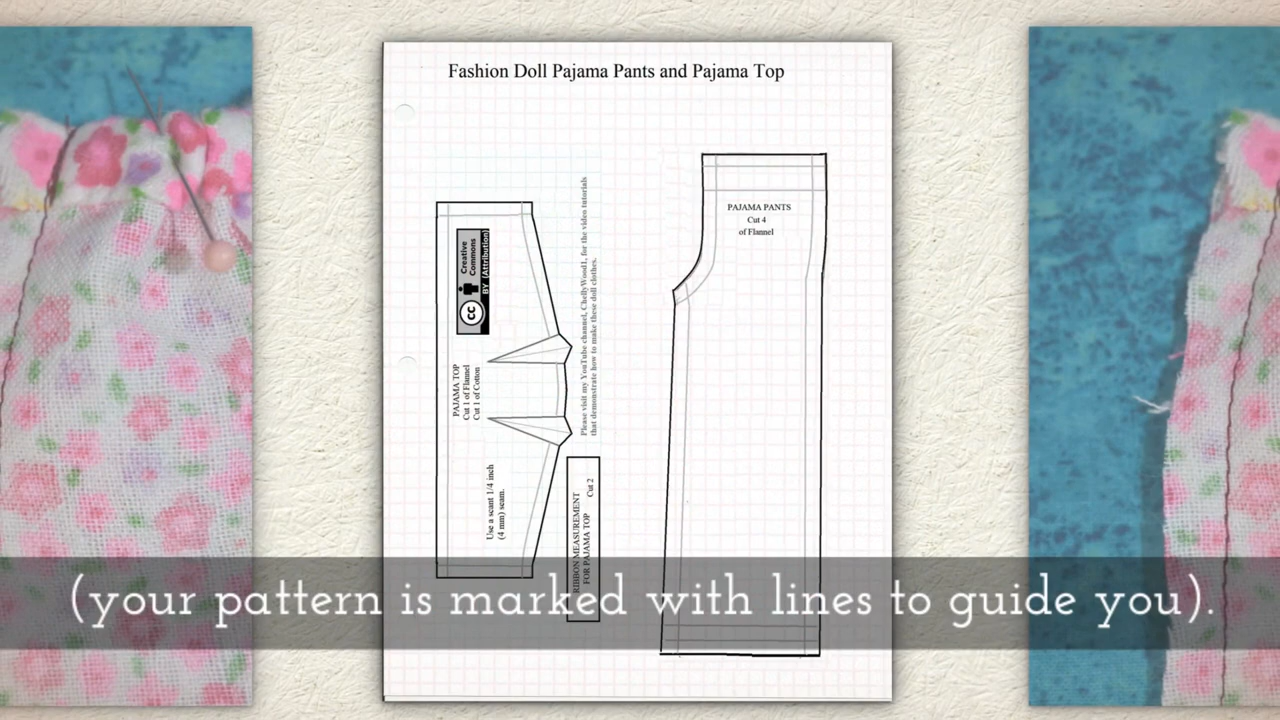 Fashion Doll Pajama Pants and Pajama Top
PAJAMA PANTS
Cut 4
of Flannel
Creative
Commons
BY (Attribution)
cc
PAJAMA TOP
Cut 1 of Flannel
Cut 1 of Cotton
Use a scant 1/4 inch
(4 mm) seam.
Please visit my YouTube channel, ChellyWood1, for the video tutorials
that demonstrate how to make these doll clothes.
RIBBON MEASUREMENT
FOR PAJAMA TOP Cut 2
(your pattern is marked with lines to guide you).